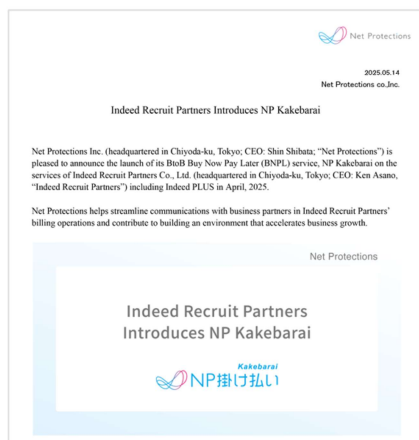 Net Protections
2025.05.14
Net Protections co.,Inc.
Indeed Recruit Partners Introduces NP Kakebarai
Net Protections Inc. (headquartered in Chiyoda-ku, Tokyo; CEO: Shin Shibata; “Net Protections”) is
pleased to announce the launch of its BtoB Buy Now Pay Later (BNPL) service, NP Kakebarai on the
services of Indeed Recruit Partners Co., Ltd. (headquartered in Chiyoda-ku, Tokyo; CEO: Ken Asano,
“Indeed Recruit Partners”) including Indeed PLUS in April, 2025.
Net Protections helps streamline communications with business partners in Indeed Recruit Partners’
billing operations and contribute to building an environment that accelerates business growth.
Net Protections
Indeed Recruit Partners
Introduces NP Kakebarai
Kakebarai
NP掛け払い